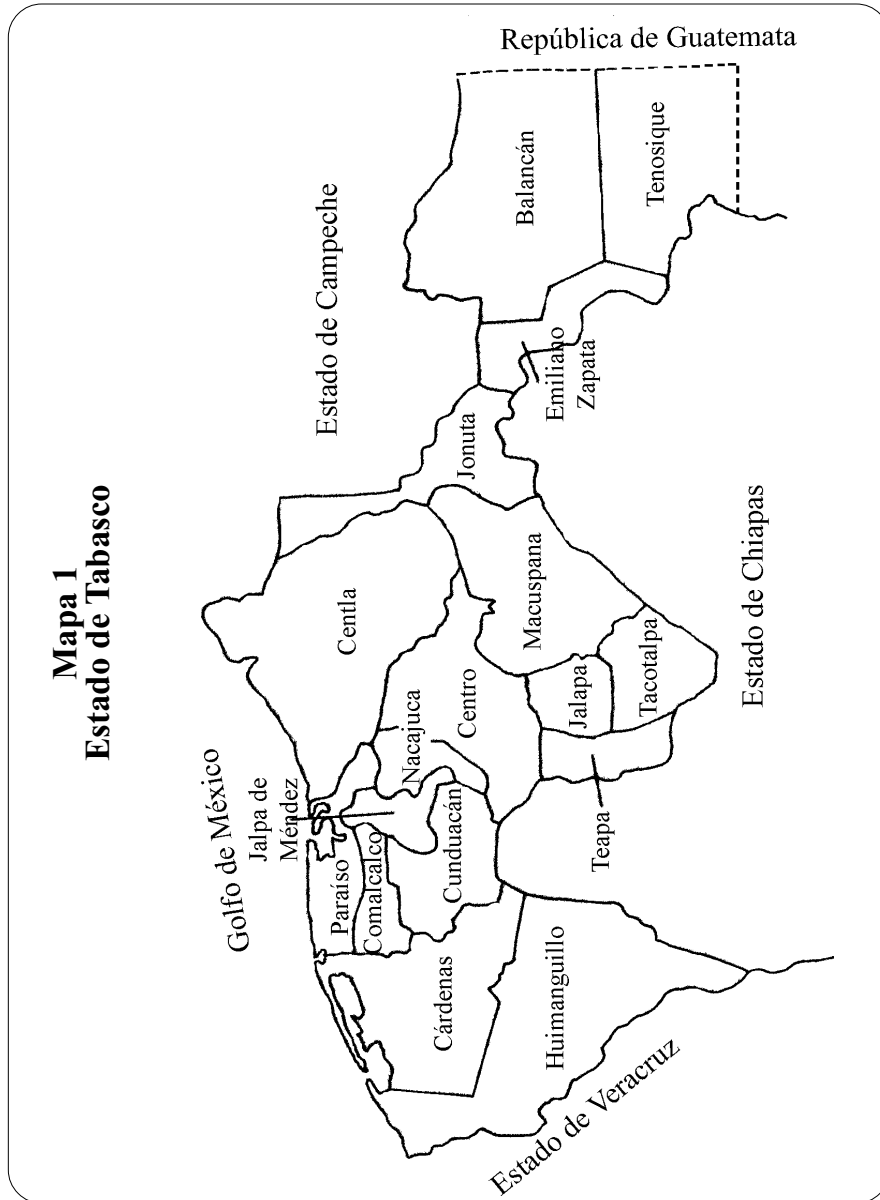 Mapa 1
Estado de Tabasco
República de Guatemata
Estado de Campeche
Golfo de México
Estado de Chiapas
Estado de Veracruz
Balancán
Tenosique
Emiliano
Zapata
Jonuta
Centla
Macuspana
Tacotalpa
Jalapa
Centro
Nacajuca
Jalpa de
Méndez
Teapa
Paraíso
Comalcalco
Cunduacán
Cárdenas
Huimanguillo